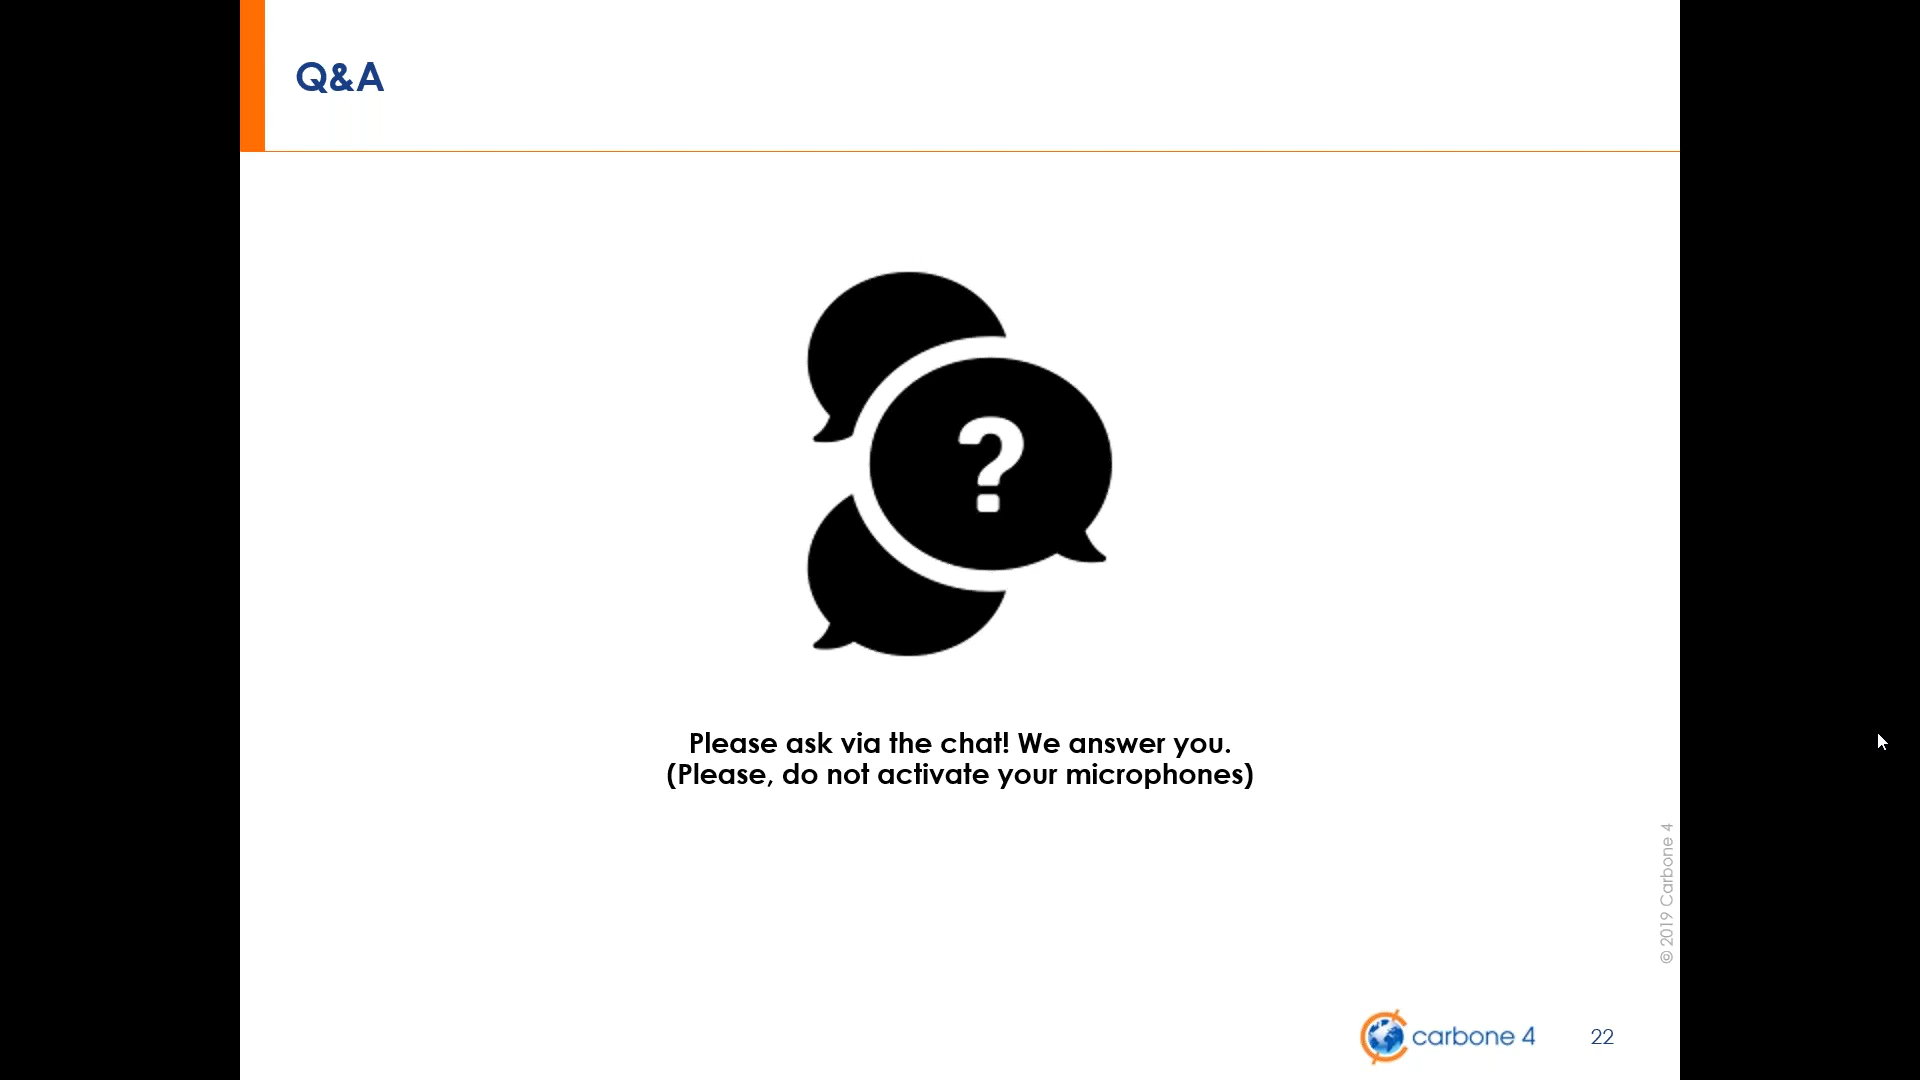 Q&A
?
Please ask via the chat! We answer you.
(Please, do not activate your microphones)
© 2019 Carbone 4
carbone 4
22